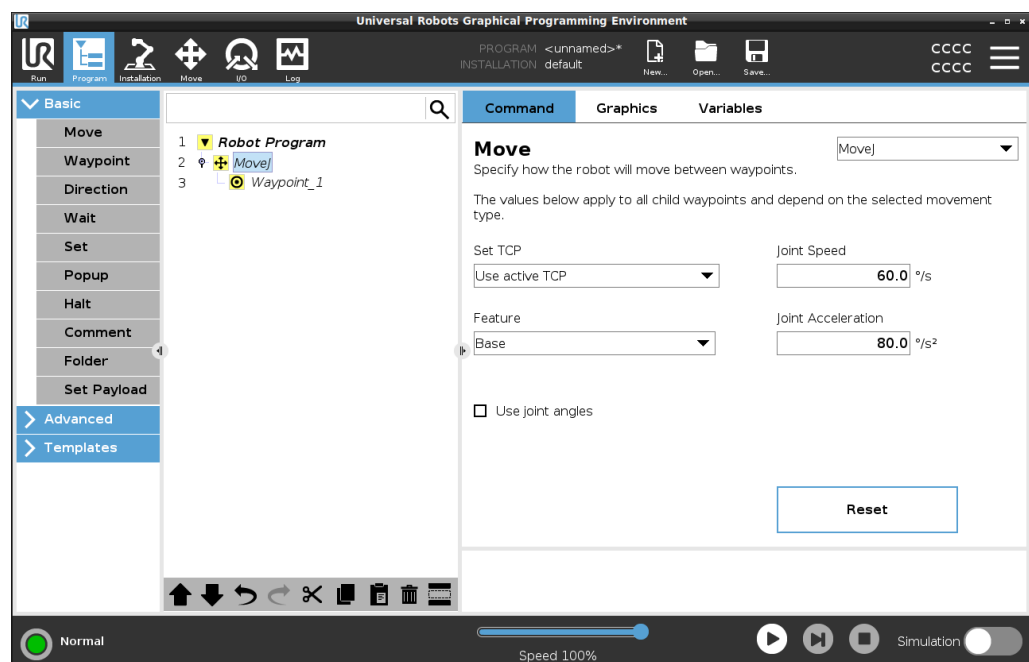 Universal Robots Graphical Programming Environment
UR
Run
Program
Installation
Move
I/O
Log
PROGRAM <unnamed>*
INSTALLATION default
New...
Open...
Save...
cccc
cccc
Basic
Move
Waypoint
Direction
Wait
Set
Popup
Halt
Comment
Folder
Set Payload
Advanced
Templates
1 Robot Program
2 MoveJ
3 Waypoint_1
Command Graphics Variables
Move
MoveJ
Specify how the robot will move between waypoints.
The values below apply to all child waypoints and depend on the selected movement
type.
Set TCP
Joint Speed
Use active TCP
60.0 °/s
Feature
Joint Acceleration
Base
80.0 °/s²
Use joint angles
Reset
Normal
Speed 100%
Simulation